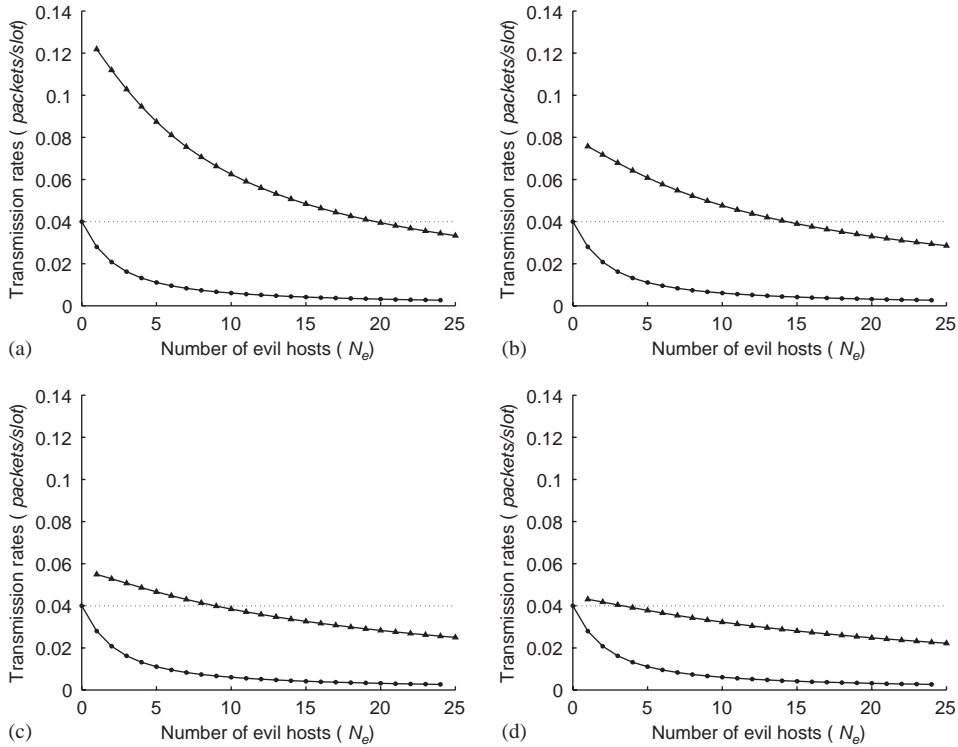 0.14
0.12
0.1
0.08
0.06
0.04
0.02
0
Transmission rates ( packets/slot)
0 5 10 15 20 25
(a) Number of evil hosts ( Ne)
0.14
0.12
0.1
0.08
0.06
0.04
0.02
0
Transmission rates ( packets/slot)
0 5 10 15 20 25
(b) Number of evil hosts ( Ne)
0.14
0.12
0.1
0.08
0.06
0.04
0.02
0
Transmission rates ( packets/slot)
0 5 10 15 20 25
(c) Number of evil hosts ( Ne)
0.14
0.12
0.1
0.08
0.06
0.04
0.02
0
Transmission rates ( packets/slot)
0 5 10 15 20 25
(d) Number of evil hosts ( Ne)